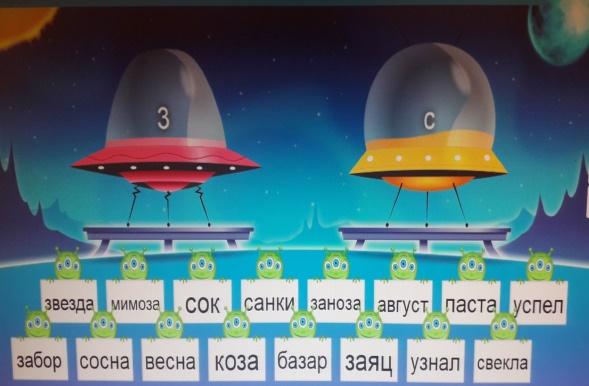 З с
звезда мимоза сок санки заноза август паста успел
забор сосна весна коза базар заяц узнал свекла